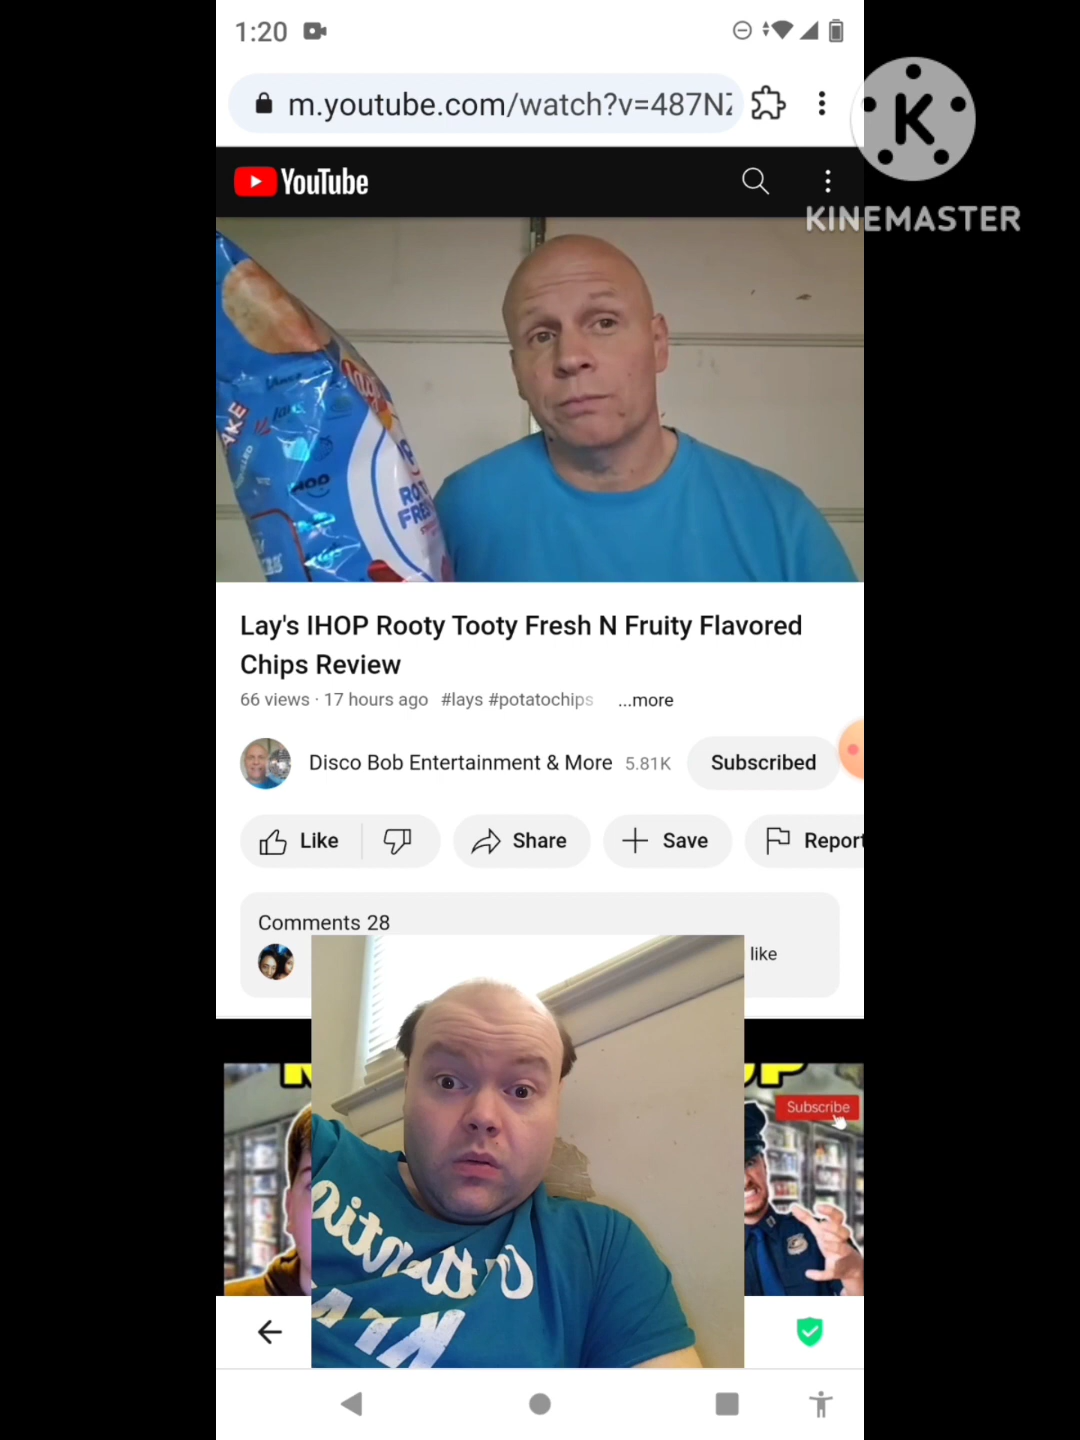 1:20
m.youtube.com/watch?v=487NZ
K
KINEMASTER
YouTube
Lay's IHOP Rooty Tooty Fresh N Fruity Flavored
Chips Review
66 views · 17 hours ago #lays #potatochips ...more
Disco Bob Entertainment & More 5.81K Subscribed
Like Share Save Report
Comments 28
like
Subscribe